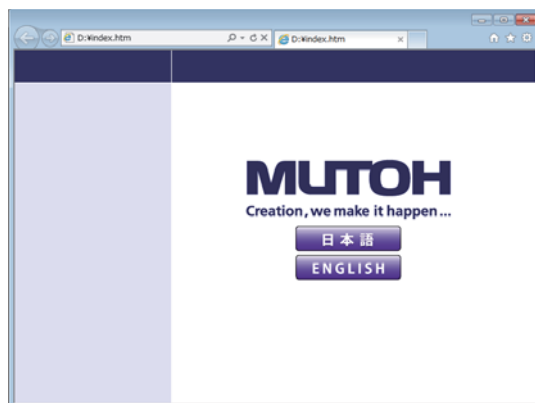 D:¥index.htm
D:¥index.htm
MUTOH
Creation, we make it happen...
日本語
ENGLISH